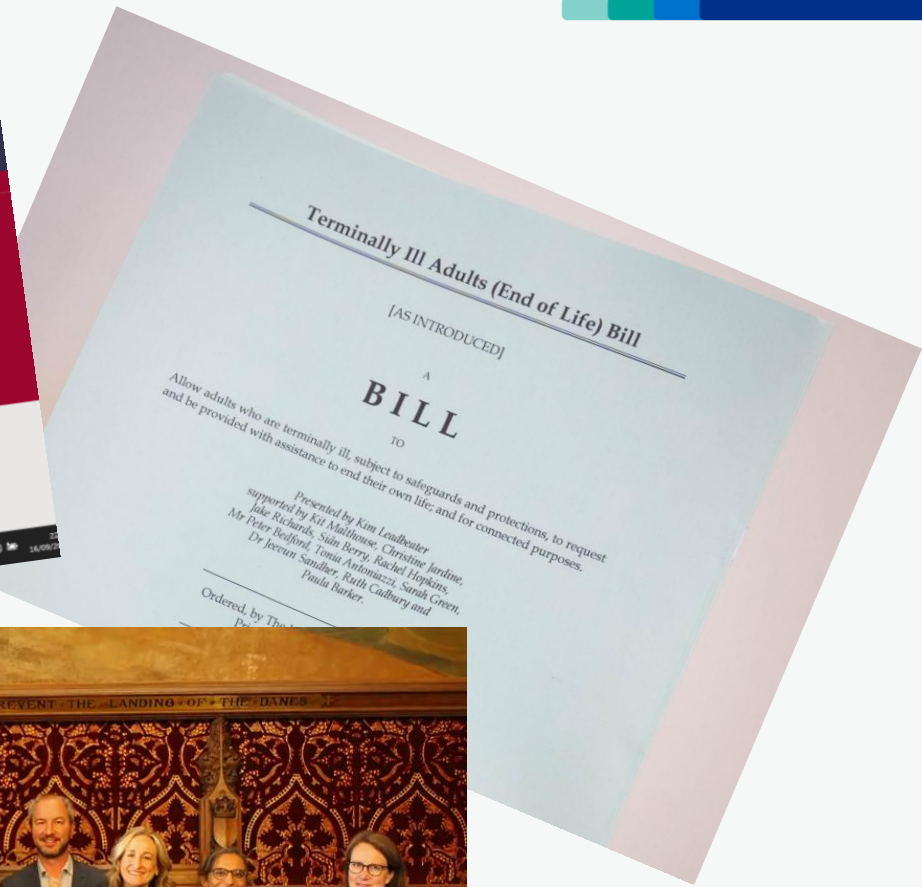 Terminally Ill Adults (End of Life) Bill
[AS INTRODUCED]
A
BILL
TO
Allow adults who are terminally ill, subject to safeguards and protections, to request
and be provided with assistance to end their own life; and for connected purposes.
Presented by Kim Leadbeater
supported by Kit Malthouse, Christine Jardine,
Jake Richards, Siân Berry, Rachel Hopkins,
Mr Peter Bedford, Tonia Antoniazzi, Sarah Green,
Dr Jeevun Sandher, Ruth Cadbury and
Paula Barker.
Ordered, by
THE LANDING OF THE DANES